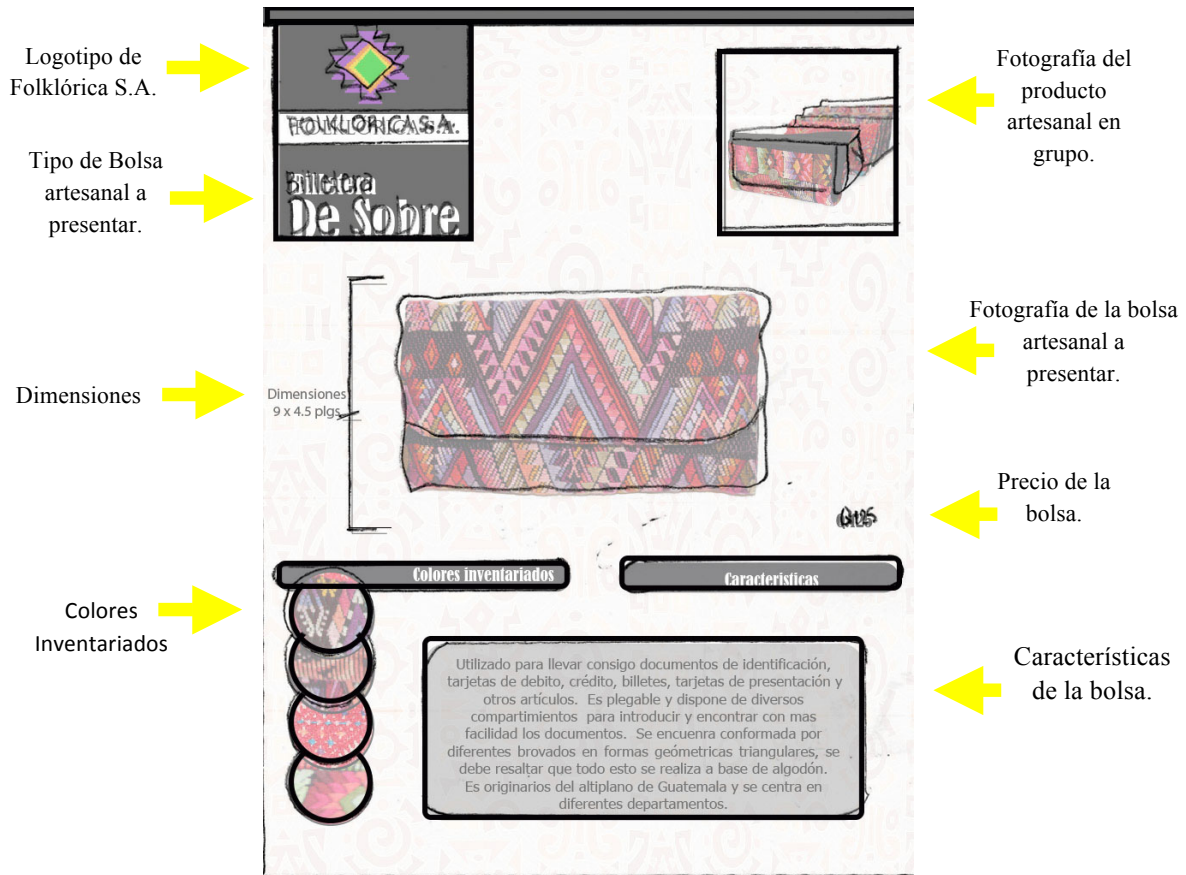 Logotipo de
Folklórica S.A.
Tipo de Bolsa
artesanal a
presentar.
Dimensiones
Colores
Inventariados
FOLKLÓRICA S.A.
Billetera
De Sobre
Dimensiones
9 x 4.5 plgs
Q125
Colores inventariados
Caracteristicas
Utilizado para llevar consigo documentos de identificación,
tarjetas de debito, crédito, billetes, tarjetas de presentación y
otros artículos. Es plegable y dispone de diversos
compartimientos para introducir y encontrar con mas
facilidad los documentos. Se encuenra conformada por
diferentes brovados en formas geómetricas triangulares, se
debe resaltar que todo esto se realiza a base de algodón.
Es originarios del altiplano de Guatemala y se centra en
diferentes departamentos.
Fotografía del
producto
artesanal en
grupo.
Fotografía de la bolsa
artesanal a
presentar.
Precio de la
bolsa.
Características
de la bolsa.